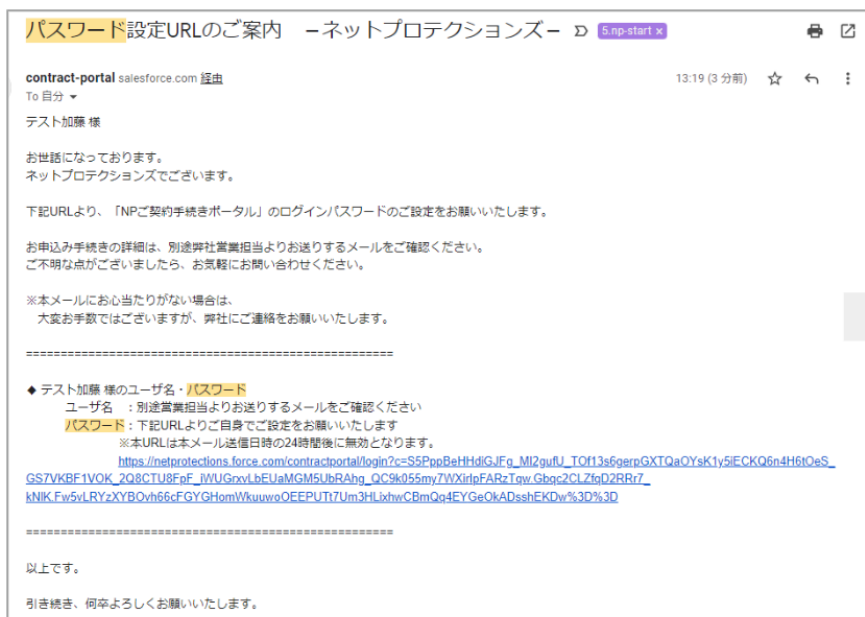 パスワード設定URLのご案内　－ネットプロテクションズ－ 5.np-start ×
contract-portal salesforce.com 経由 13:19 (3 分前)
To 自分
テスト加藤 様
お世話になっております。
ネットプロテクションズでございます。
下記URLより、「NPご契約手続きポータル」のログインパスワードのご設定をお願いいたします。
お申込み手続きの詳細は、別途弊社営業担当よりお送りするメールをご確認ください。
ご不明な点がございましたら、お気軽にお問い合わせください。
※本メールにお心当たりがない場合は、
大変お手数ではございますが、弊社にご連絡をお願いいたします。
=====================================================
◆ テスト加藤 様のユーザ名・パスワード
ユーザ名　：別途営業担当よりお送りするメールをご確認ください
パスワード：下記URLよりご自身でご設定をお願いいたします
※本URLは本メール送信日時の24時間後に無効となります。
https://netprotections.force.com/contractportal/login?c=S5PppBeHHdiGJFg_MI2gufU_TOf13s6gerpGXTQaOYsK1y5iECKQ6n4H6tOeS_
GS7VKBF1VOK_2Q8CTU8FpF_iWUGrxvLbEUaMGM5UbRAhg_QC9k055my7WXirIpFARzTqw.Gbqc2CLZfqD2RRr7_
kNlK.Fw5vLRYzXYBOvh66cFGYGHomWkuuwoOEEPUTt7Um3HLixhwCBmQq4EYGeOkADsshEKDw%3D%3D
=====================================================
以上です。
引き続き、何卒よろしくお願いいたします。